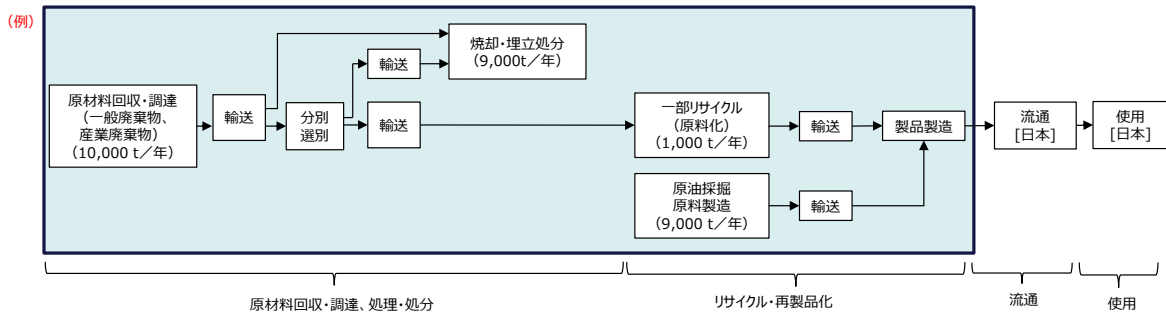 （例）
焼却・埋立処分
（9,000t／年）
輸送
原材料回収・調達
（一般廃棄物、
産業廃棄物）
（10,000 t／年）
輸送
分別
選別
輸送
一部リサイクル
（原料化）
（1,000 t／年）
輸送
製品製造
流通
[日本]
使用
[日本]
原油採掘
原料製造
（9,000 t／年）
輸送
原材料回収・調達、処理・処分
リサイクル・再製品化
流通
使用